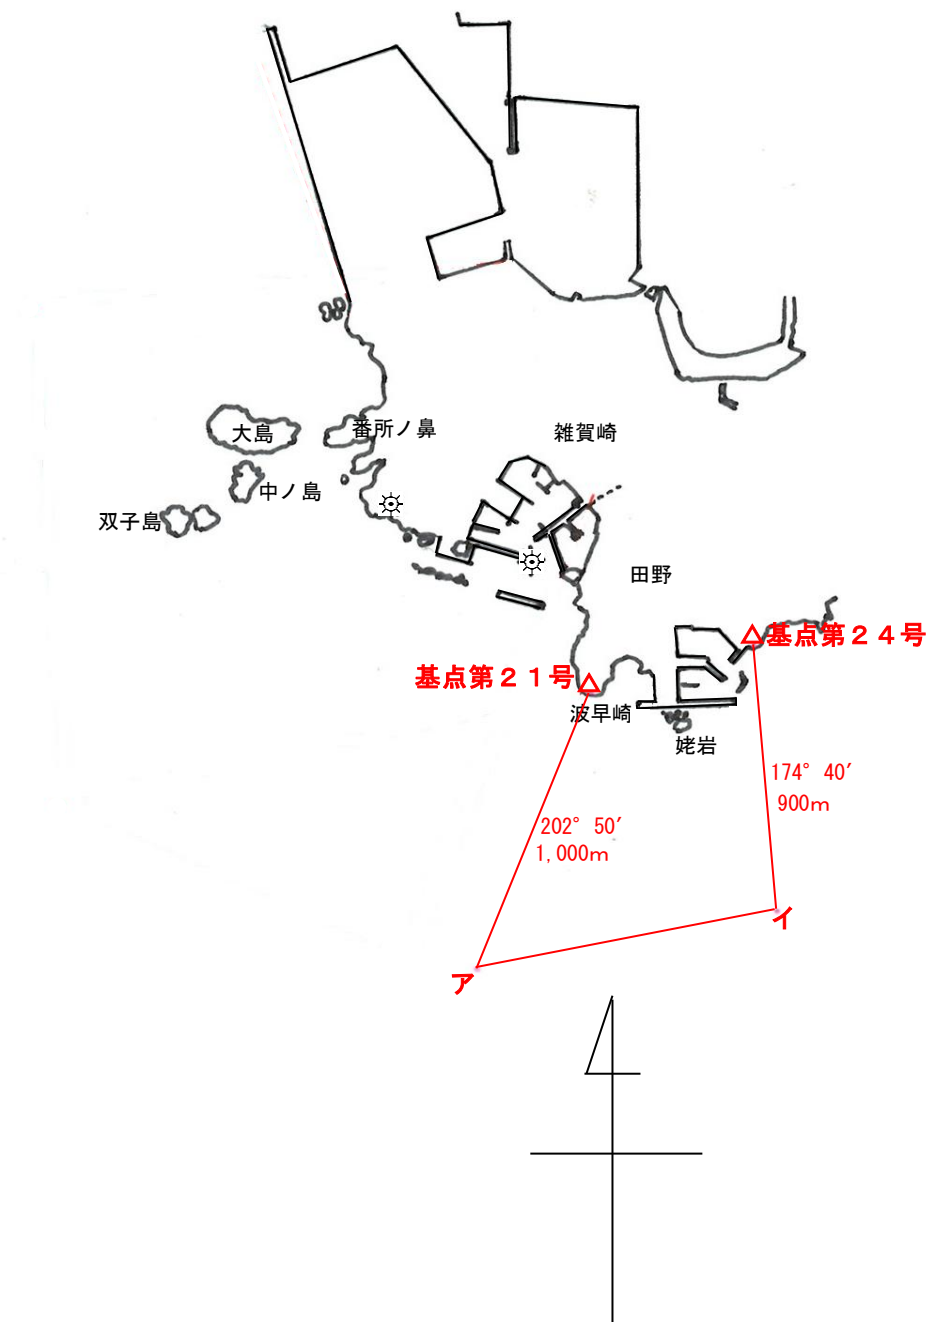 番所ノ鼻
雑賀崎
大島
中ノ島
双子島
田野
基点第２４号
基点第２１号
波早崎
姥岩
174° 40′
900ｍ
202° 50′
1,000ｍ
イ
ア